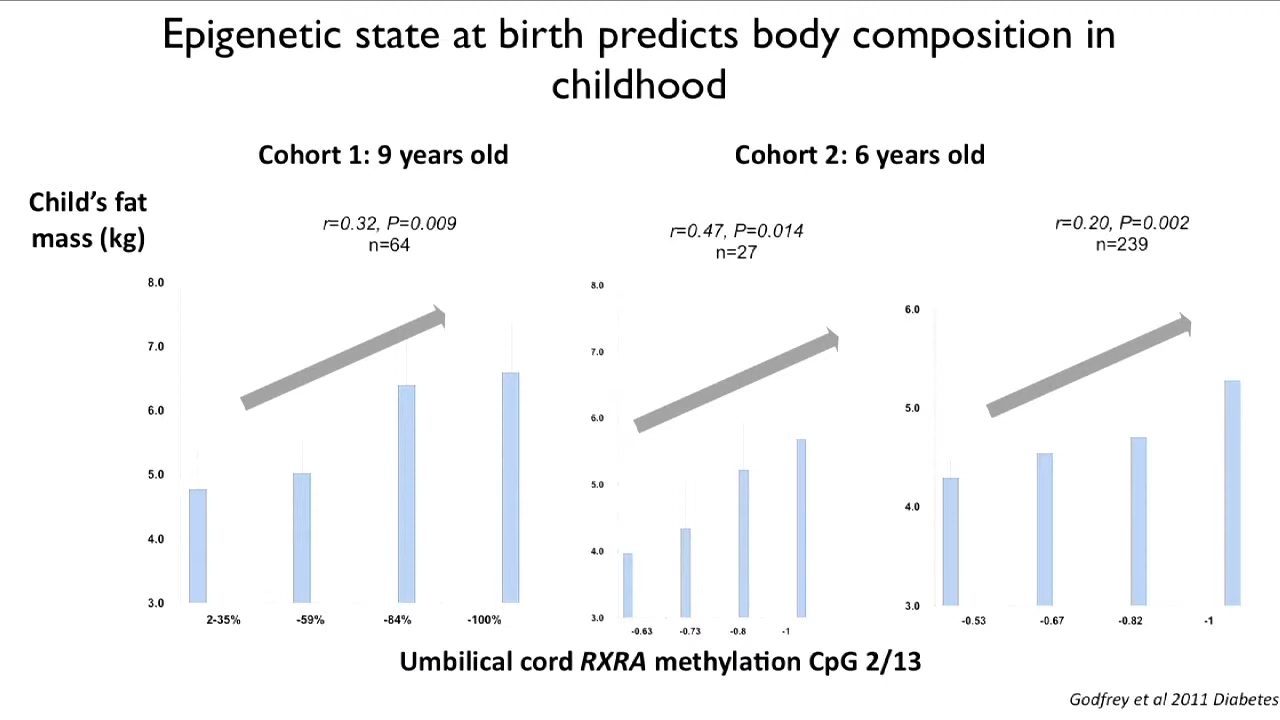 Epigenetic state at birth predicts body composition in
childhood
Cohort 1: 9 years old
Cohort 2: 6 years old
Child’s fat
mass (kg)
r=0.32, P=0.009
n=64
8.0
7.0
6.0
5.0
4.0
3.0
2-35%
-59%
-84%
-100%
r=0.47, P=0.014
n=27
8.0
7.0
6.0
5.0
4.0
3.0
-0.63
-0.73
-0.8
-1
r=0.20, P=0.002
n=239
6.0
5.0
4.0
3.0
-0.53
-0.67
-0.82
-1
Umbilical cord RXRA methylation CpG 2/13
Godfrey et al 2011 Diabetes